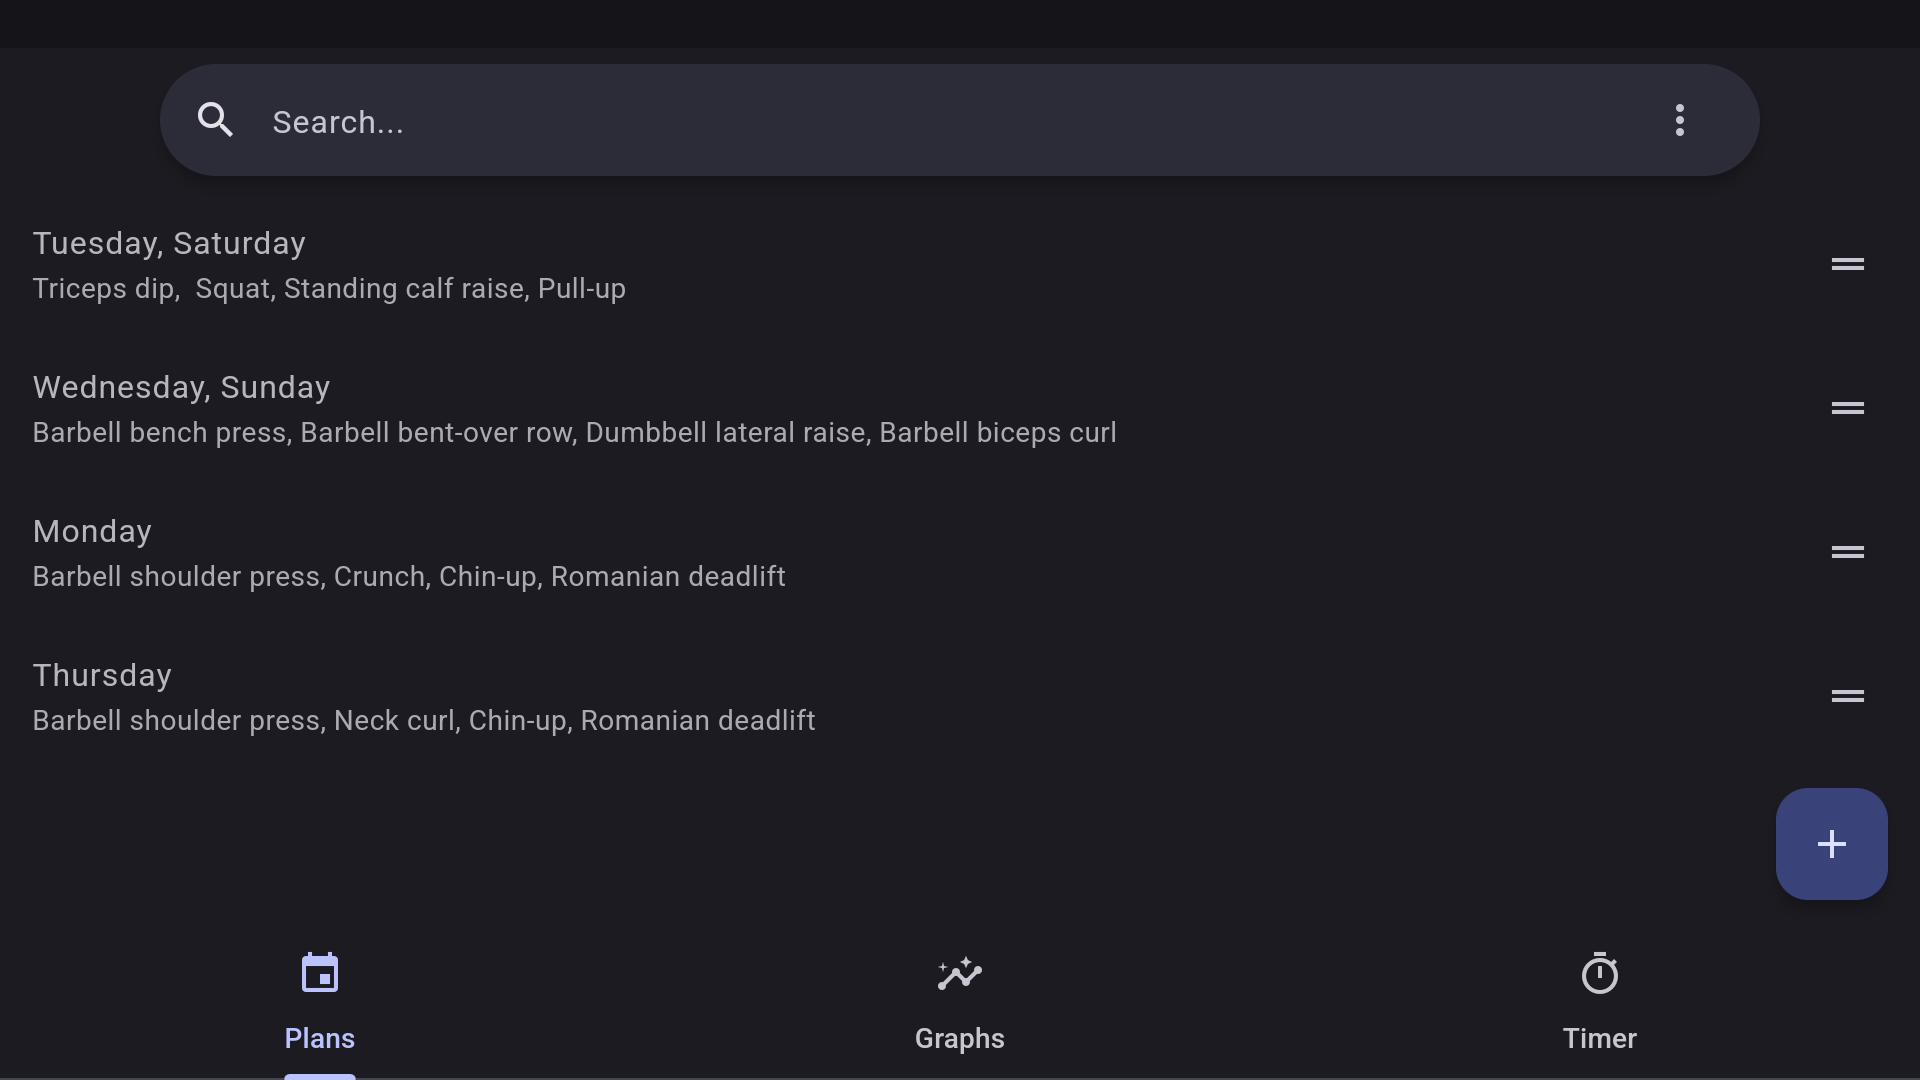 Search...
Tuesday, Saturday
Triceps dip,  Squat, Standing calf raise, Pull-up
Wednesday, Sunday
Barbell bench press, Barbell bent-over row, Dumbbell lateral raise, Barbell biceps curl
Monday
Barbell shoulder press, Crunch, Chin-up, Romanian deadlift
Thursday
Barbell shoulder press, Neck curl, Chin-up, Romanian deadlift
Plans
Graphs
Timer